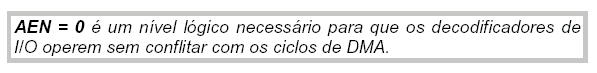 AEN = 0 é um nível lógico necessário para que os decodificadores de
I/O operem sem conflitar com os ciclos de DMA.